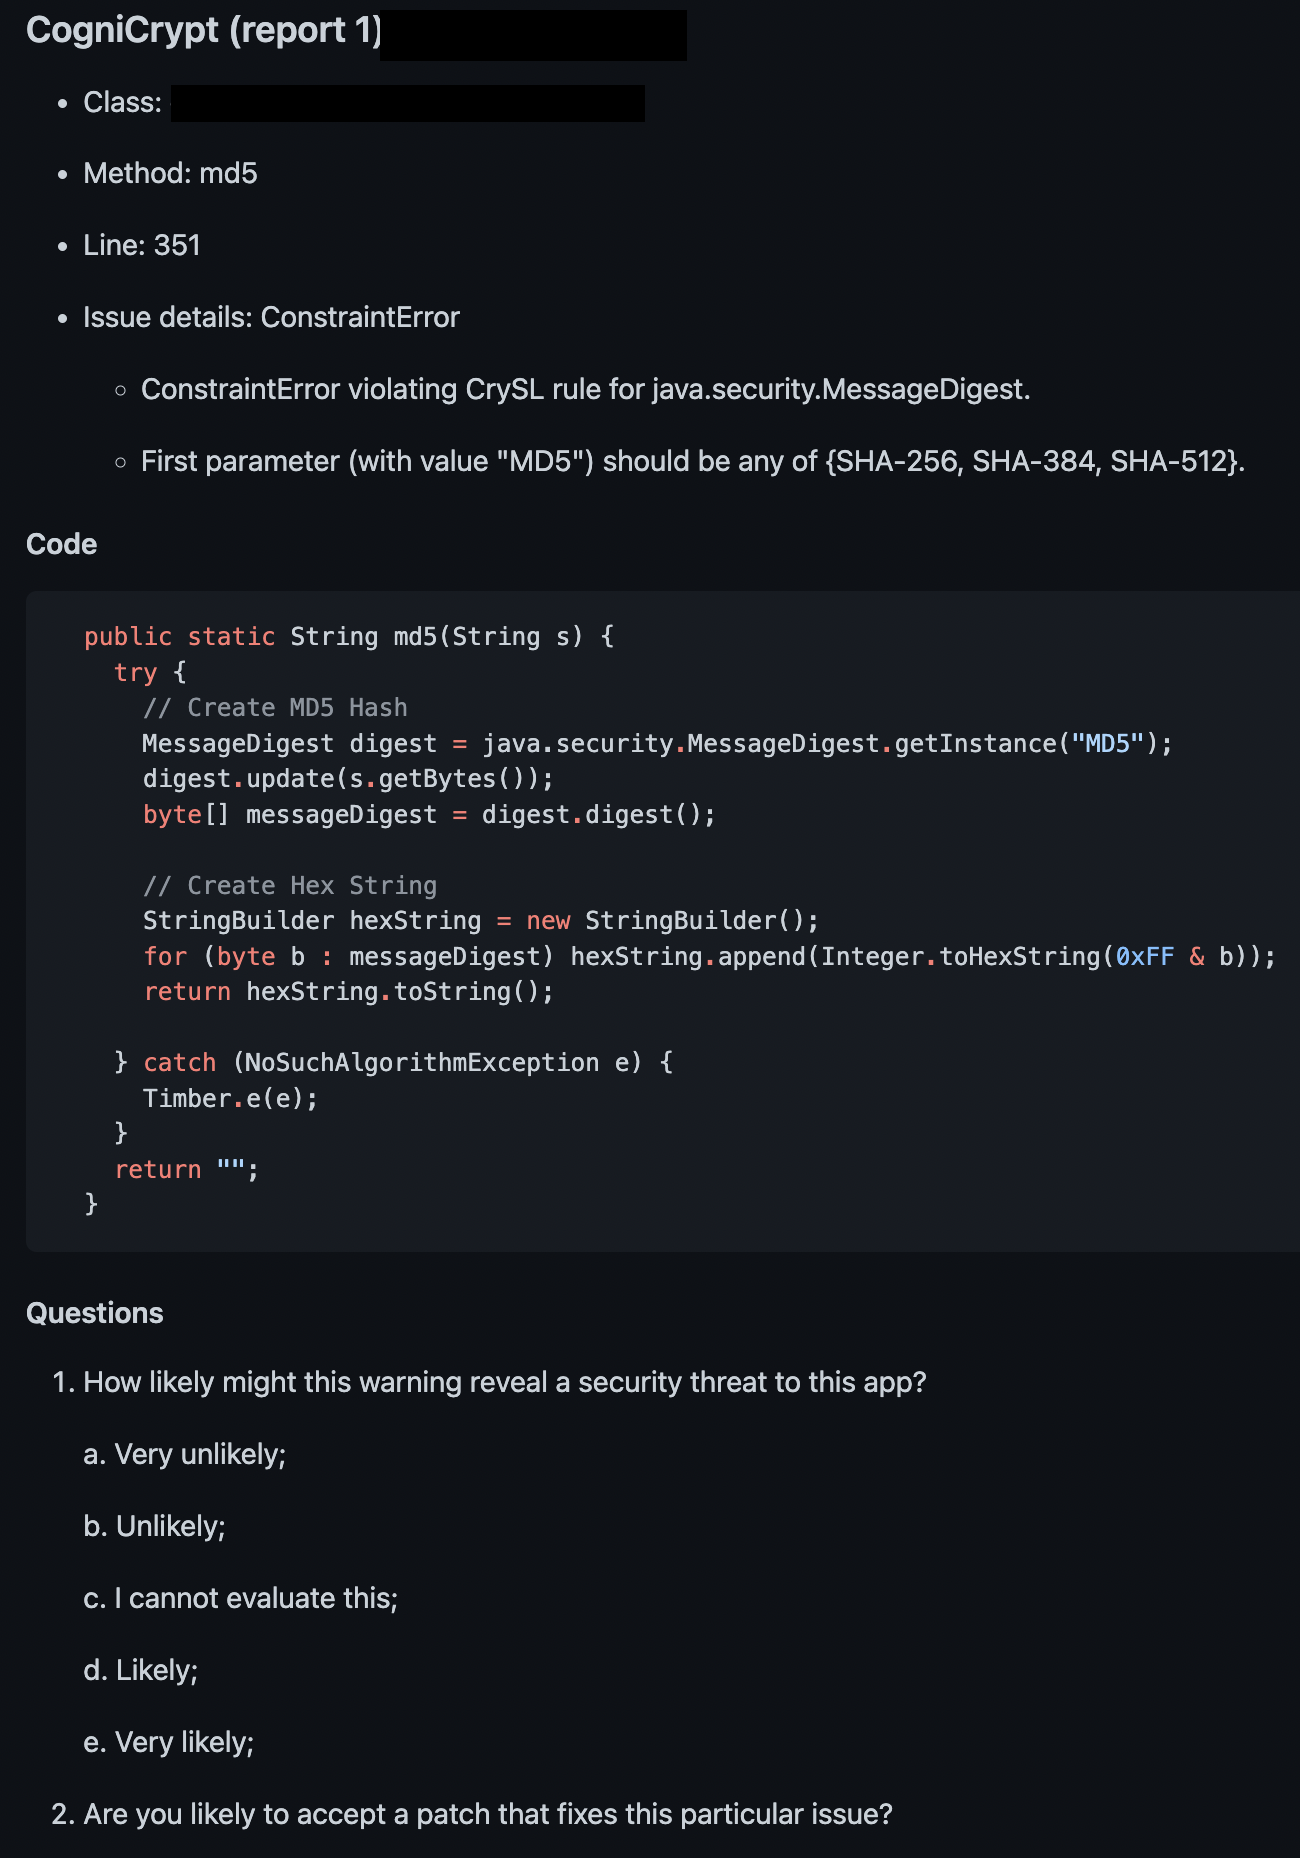 CogniCrypt (report 1)
• Class:
• Method: md5
• Line: 351
• Issue details: ConstraintError
○ ConstraintError violating CrySL rule for java.security.MessageDigest.
○ First parameter (with value "MD5") should be any of {SHA-256, SHA-384, SHA-512}.
Code
public static String md5(String s) {
  try {
    // Create MD5 Hash
    MessageDigest digest = java.security.MessageDigest.getInstance("MD5");
    digest.update(s.getBytes());
    byte[] messageDigest = digest.digest();

    // Create Hex String
    StringBuilder hexString = new StringBuilder();
    for (byte b : messageDigest) hexString.append(Integer.toHexString(0xFF & b));
    return hexString.toString();

  } catch (NoSuchAlgorithmException e) {
    Timber.e(e);
  }
  return "";
}
Questions
1. How likely might this warning reveal a security threat to this app?
a. Very unlikely;
b. Unlikely;
c. I cannot evaluate this;
d. Likely;
e. Very likely;
2. Are you likely to accept a patch that fixes this particular issue?